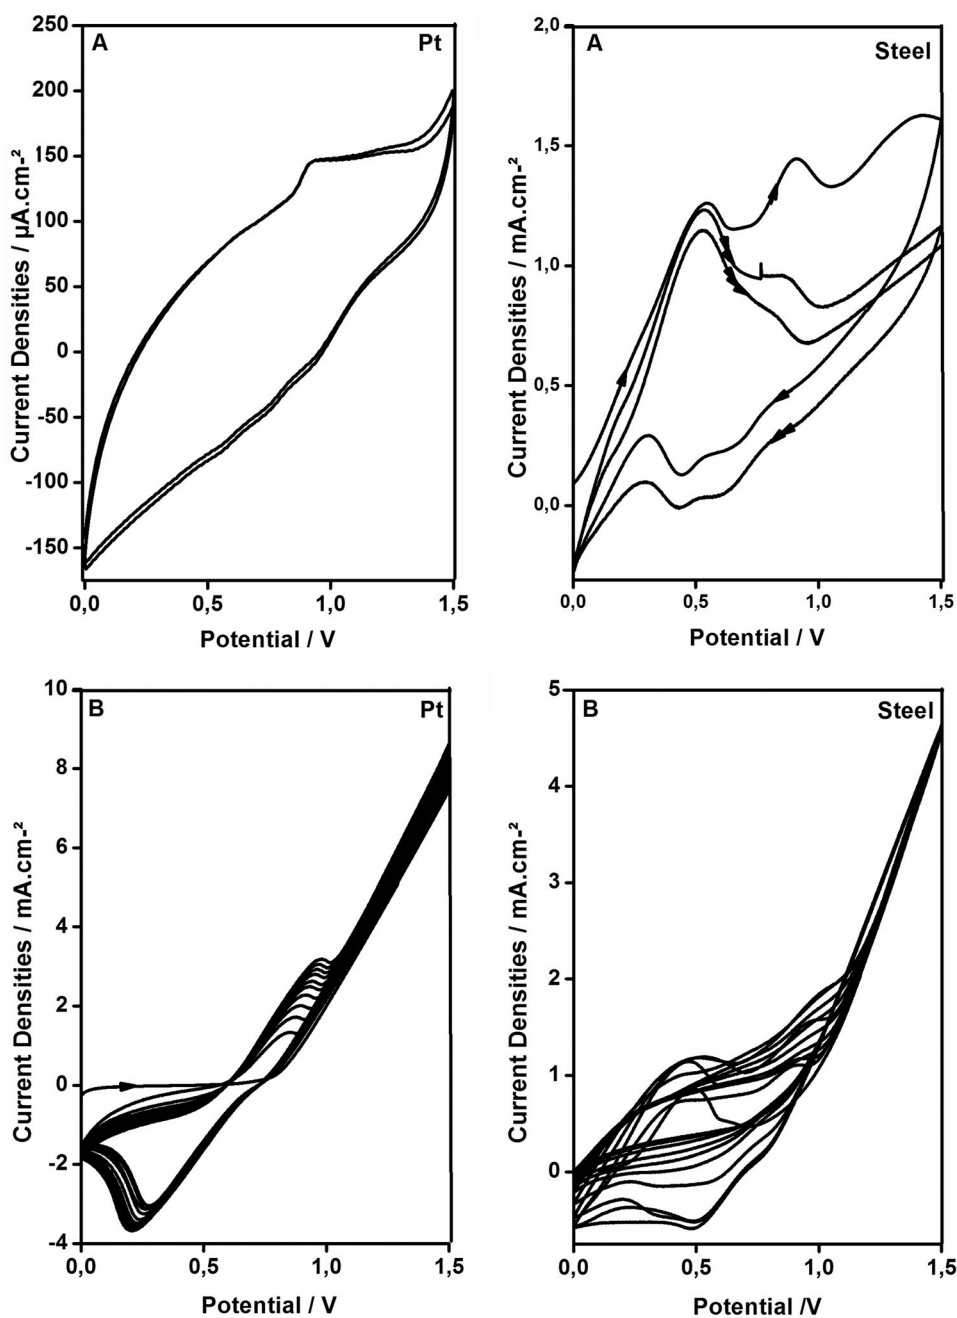 A Pt
250
200
150
100
50
0
-50
-100
-150
Current Densities / µA.cm-²
0,0 0,5 1,0 1,5
Potential / V
A Steel
2,0
1,5
1,0
0,5
0,0
Current Densities / mA.cm-²
0,0 0,5 1,0 1,5
Potential / V
B Pt
10
8
6
4
2
0
-2
-4
Current Densities / mA.cm-²
0,0 0,5 1,0 1,5
Potential / V
B Steel
5
4
3
2
1
0
Current Densities / mA.cm-²
0,0 0,5 1,0 1,5
Potential /V